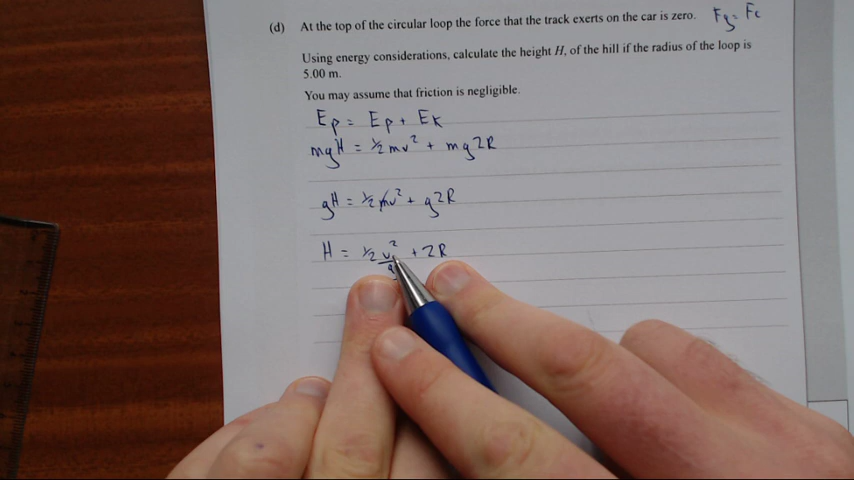 (d) At the top of the circular loop the force that the track exerts on the car is zero. Fg = Fc
Using energy considerations, calculate the height H, of the hill if the radius of the loop is
5.00 m.
You may assume that friction is negligible.
Ep = Ep + Ek
mgH = ½mv² + mg2R
gH = ½mv² + g2R
H = ½v²/g + 2R